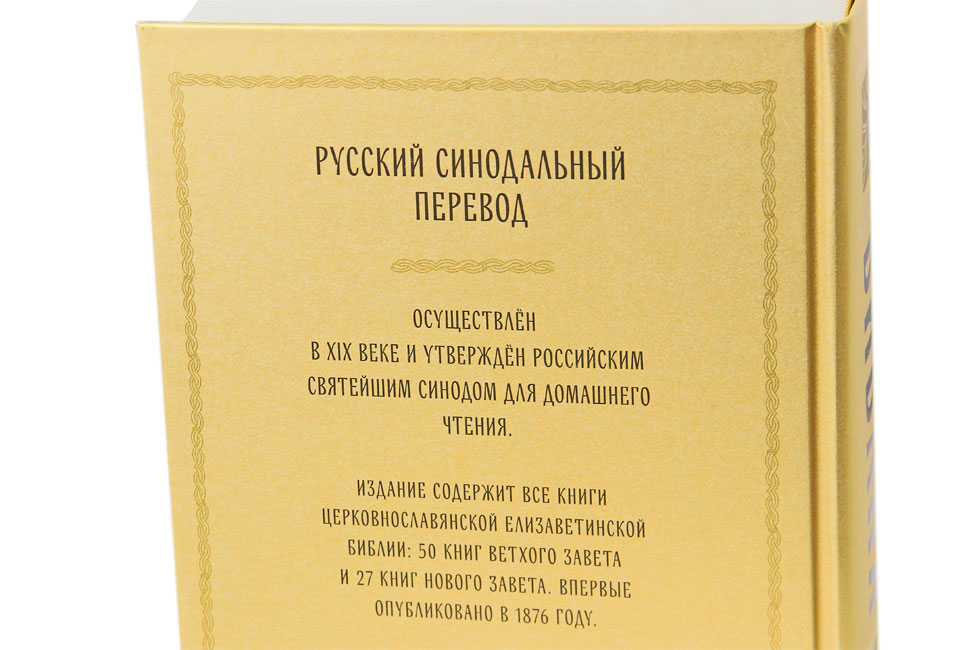 РУССКИЙ СИНОДАЛЬНЫЙ
ПЕРЕВОД
ОСУЩЕСТВЛЁН
В XIX ВЕКЕ И УТВЕРЖДЁН РОССИЙСКИМ
СВЯТЕЙШИМ СИНОДОМ ДЛЯ ДОМАШНЕГО
ЧТЕНИЯ.
ИЗДАНИЕ СОДЕРЖИТ ВСЕ КНИГИ
ЦЕРКОВНОСЛАВЯНСКОЙ ЕЛИЗАВЕТИНСКОЙ
БИБЛИИ: 50 КНИГ ВЕТХОГО ЗАВЕТА
И 27 КНИГ НОВОГО ЗАВЕТА. ВПЕРВЫЕ
ОПУБЛИКОВАНО В 1876 ГОДУ.